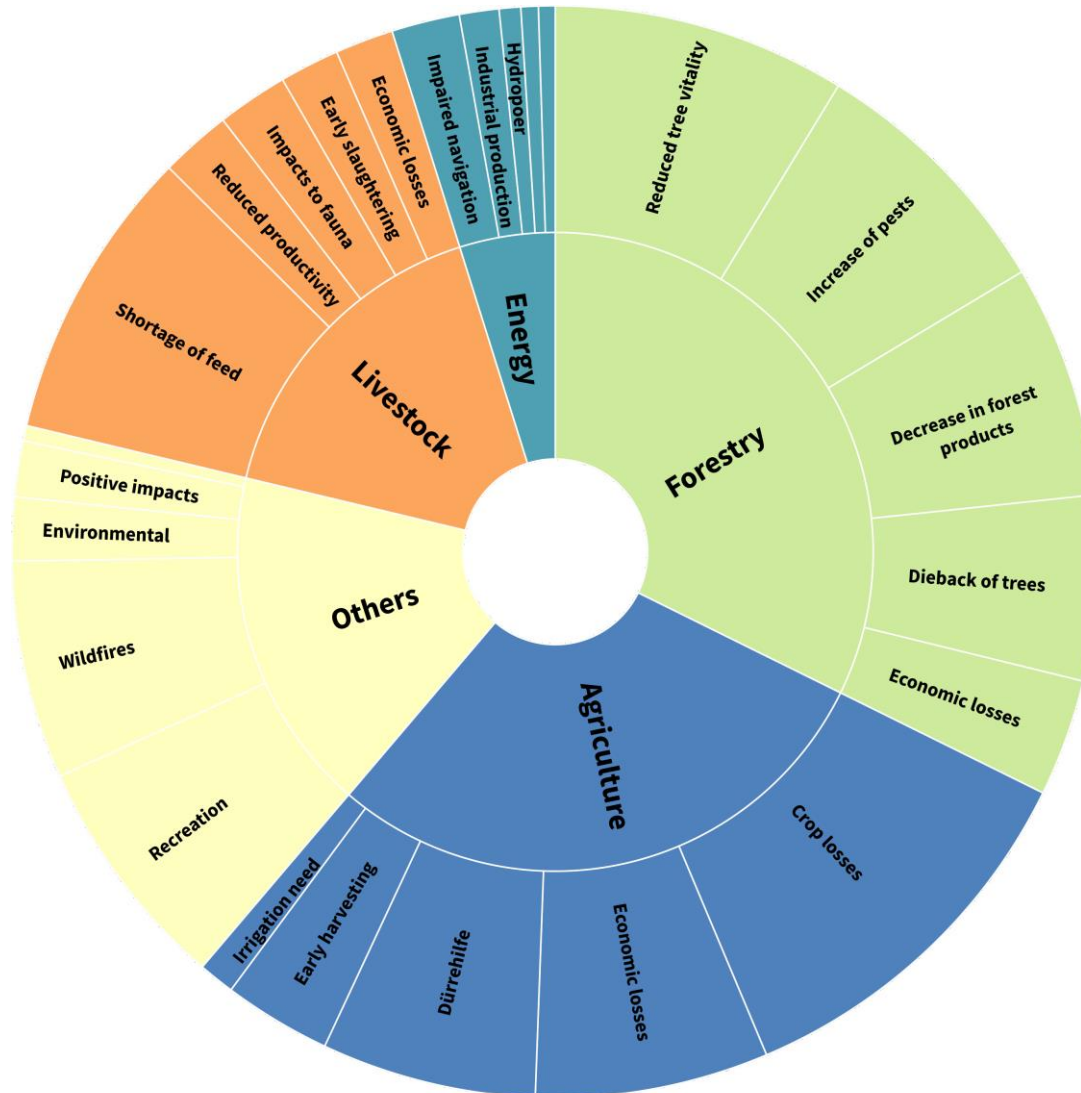 Forestry
Reduced tree vitality
Increase of pests
Decrease in forest
products
Dieback of trees
Economic losses
Agriculture
Crop losses
Economic losses
Dürrehilfe
Early harvesting
Irrigation need
Others
Recreation
Wildfires
Environmental
Positive impacts
Livestock
Shortage of feed
Reduced productivity
Impacts to fauna
Early slaughtering
Economic losses
Energy
Impaired navigation
Industrial production
Hydropoer